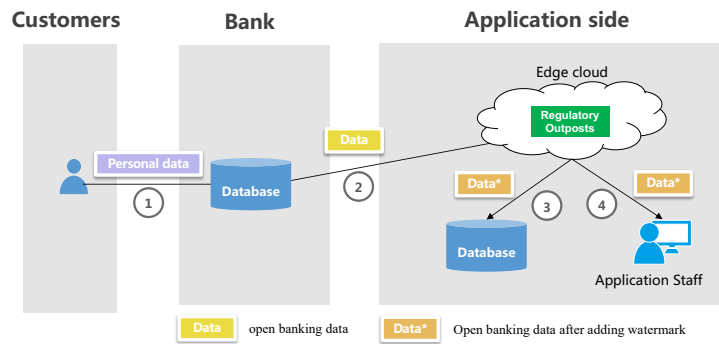 Customers
Bank
Application side
Edge cloud
Regulatory
Outposts
Data
Personal data
Data*
Data*
Database
1
2
3
4
Database
Application Staff
Data
open banking data
Data*
Open banking data after adding watermark